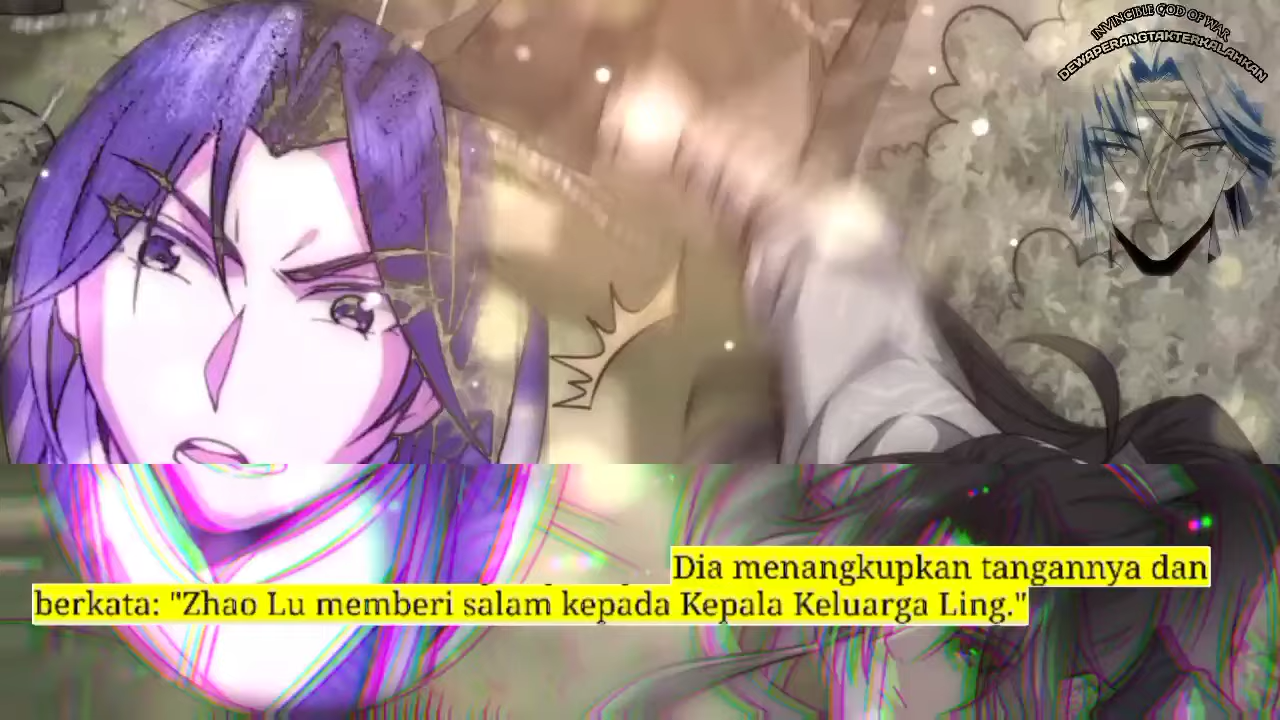 INVINCIBLE GOD OF WAR
DEWAPERANGTAKTERKALAHKAN
Dia menangkupkan tangannya dan
berkata: "Zhao Lu memberi salam kepada Kepala Keluarga Ling."